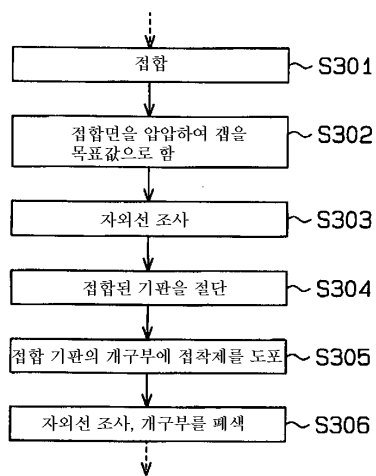 접합
S301
접합면을 압압하여 갭을
목표값으로 함
S302
자외선 조사
S303
접합된 기판을 절단
S304
접합 기판의 개구부에 접착제를 도포
S305
자외선 조사, 개구부를 폐색
S306